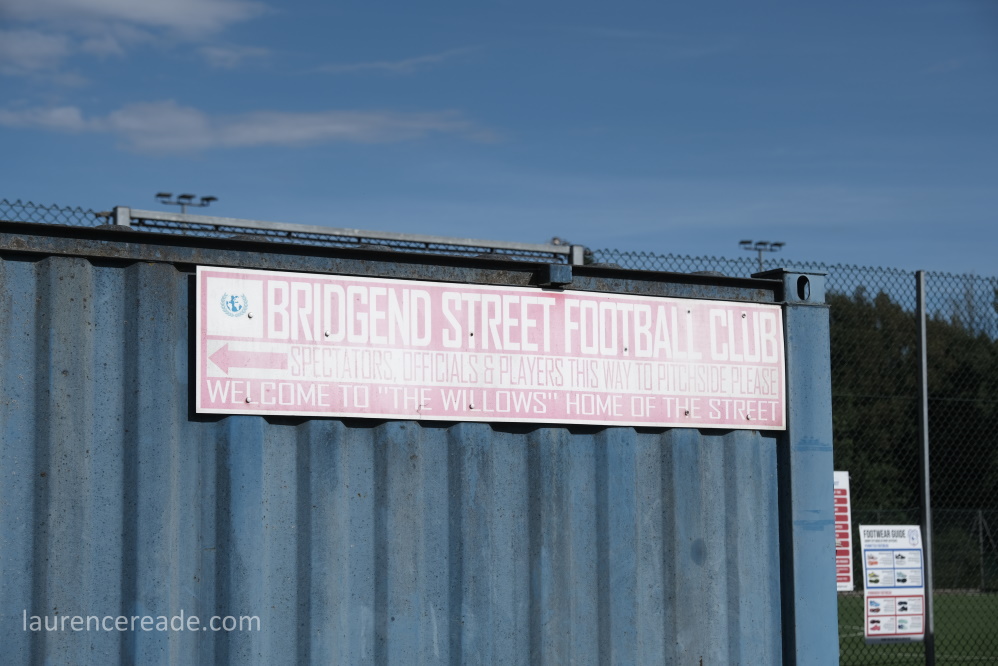 BRIDGEND STREET FOOTBALL CLUB
SPECTATORS, OFFICIALS & PLAYERS THIS WAY TO PITCHSIDE PLEASE
WELCOME TO "THE WILLOWS" HOME OF THE STREET
FOOTWEAR GUIDE
laurencereade.com